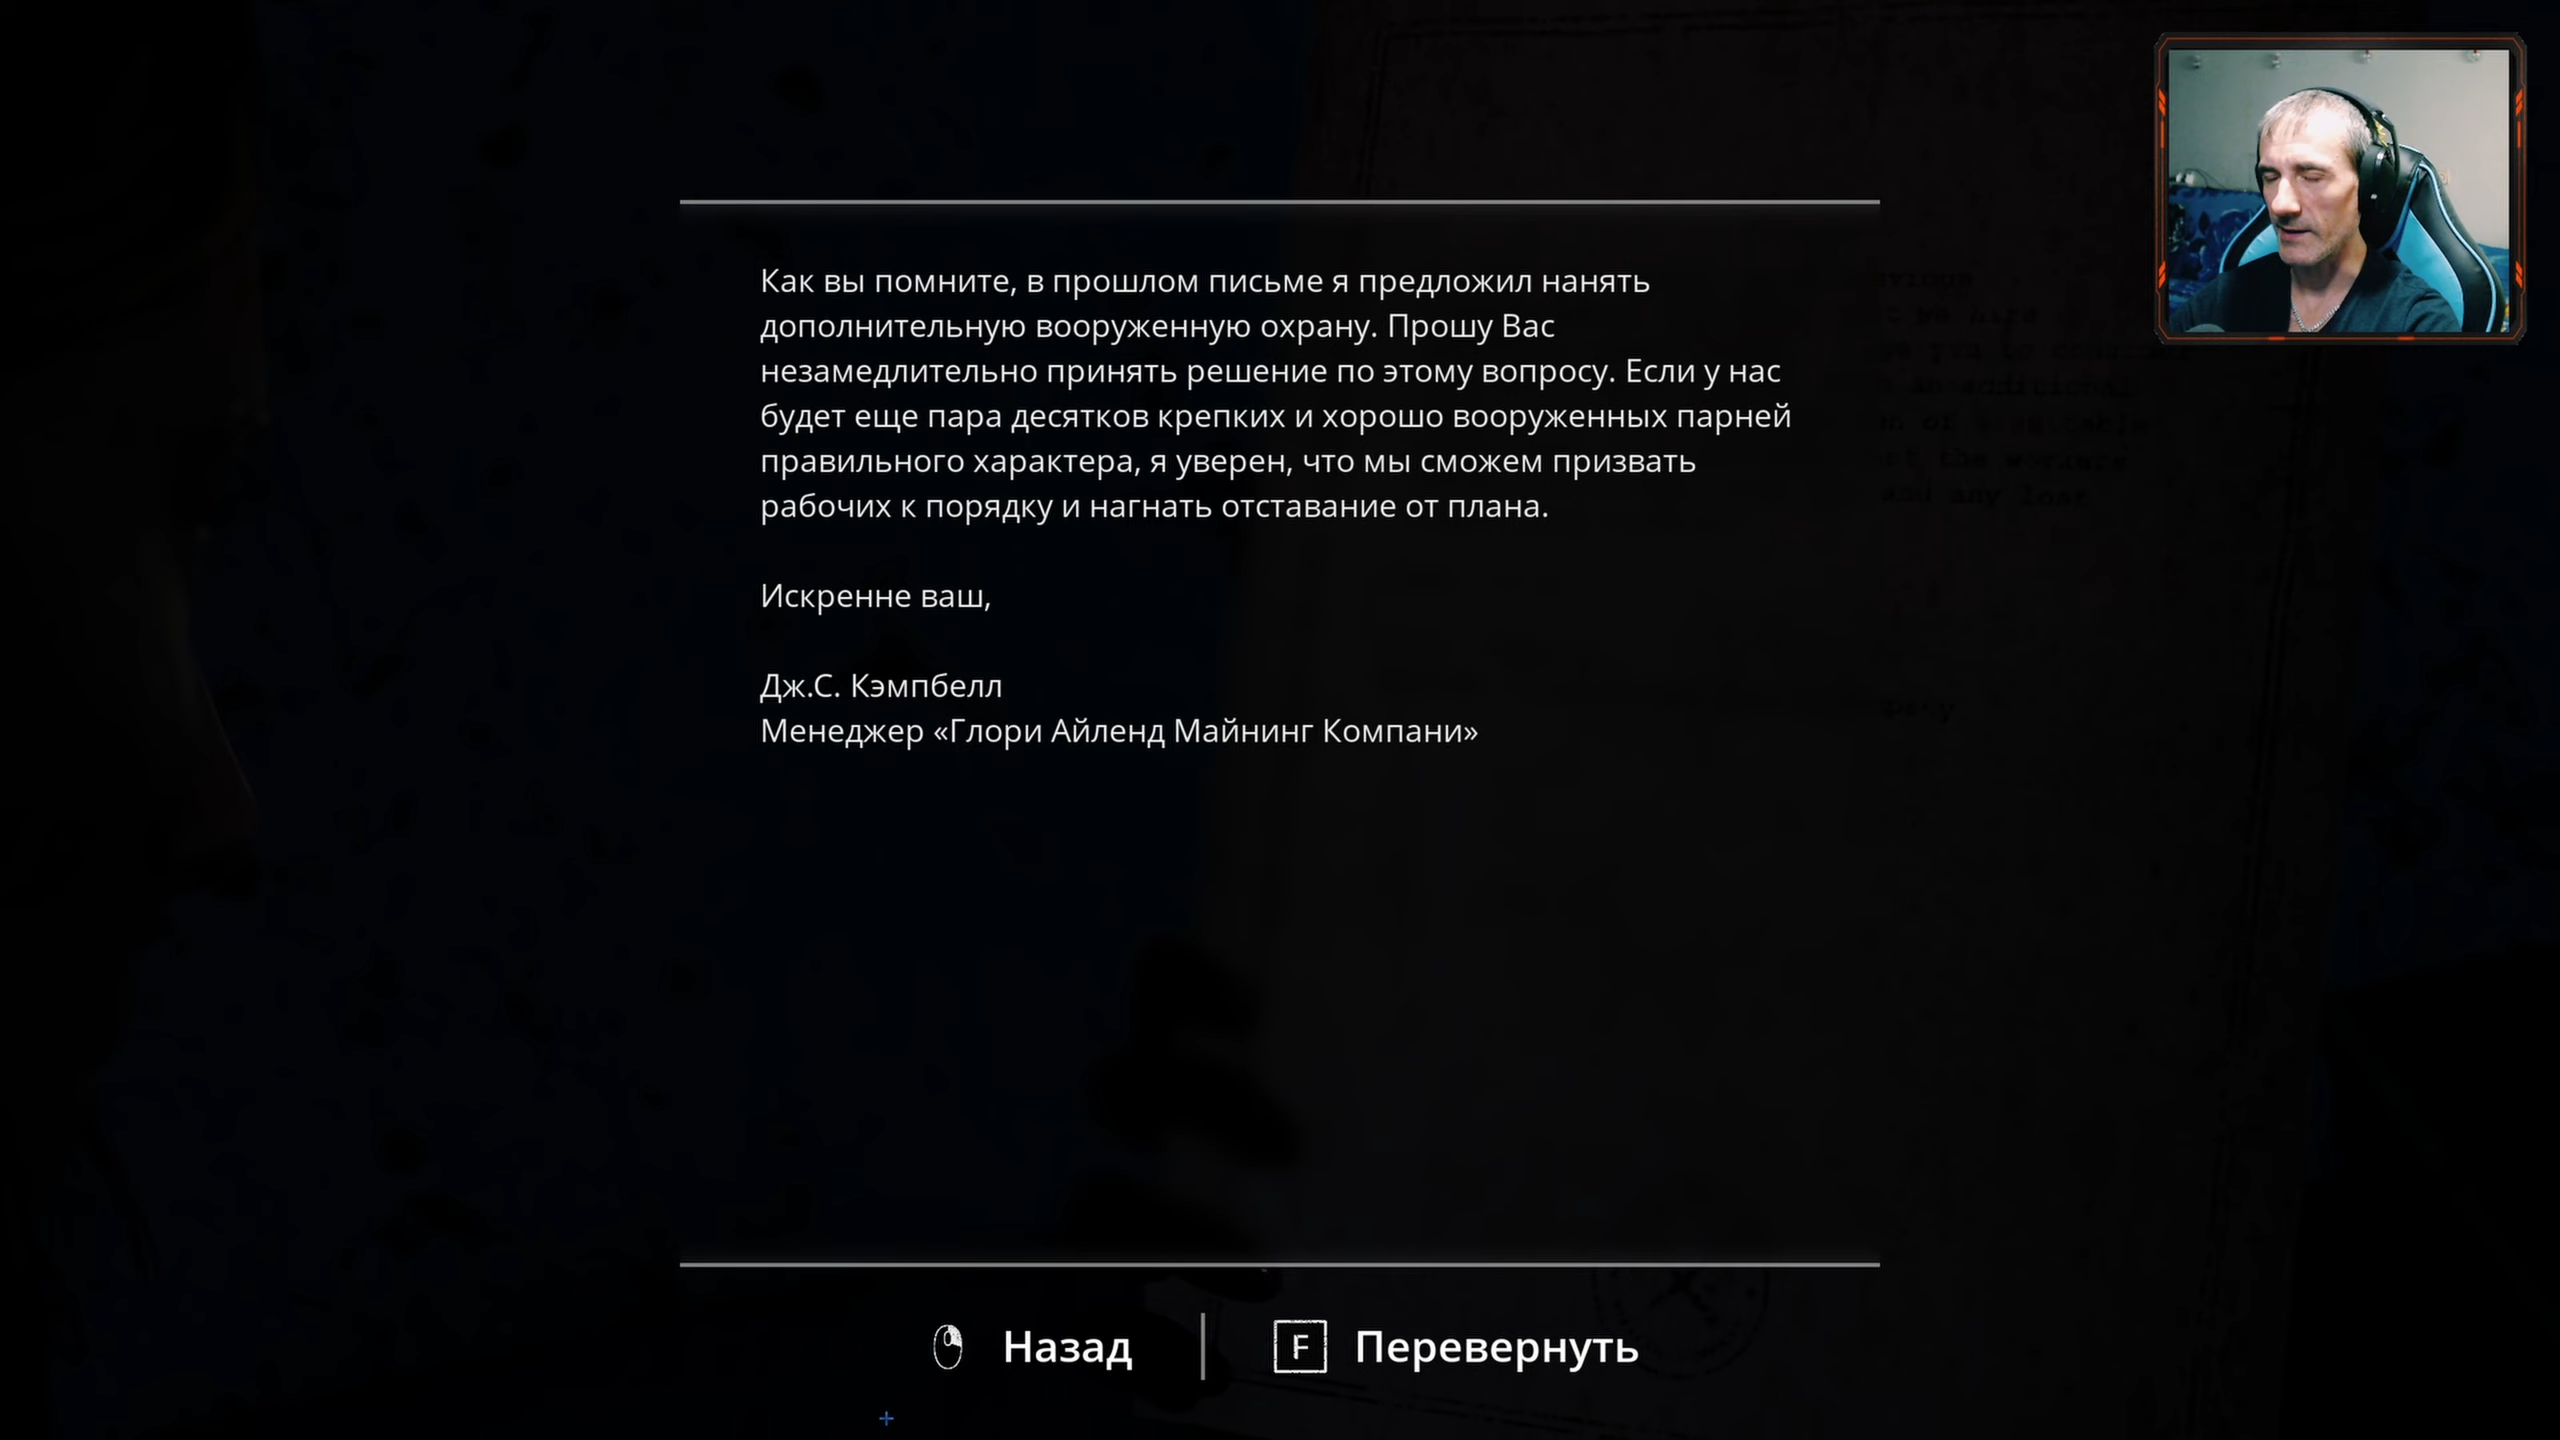 Как вы помните, в прошлом письме я предложил нанять
дополнительную вооруженную охрану. Прошу Вас
незамедлительно принять решение по этому вопросу. Если у нас
будет еще пара десятков крепких и хорошо вооруженных парней
правильного характера, я уверен, что мы сможем призвать
рабочих к порядку и нагнать отставание от плана.
Искренне ваш,
Дж.С. Кэмпбелл
Менеджер «Глори Айленд Майнинг Компани»
Назад
F Перевернуть